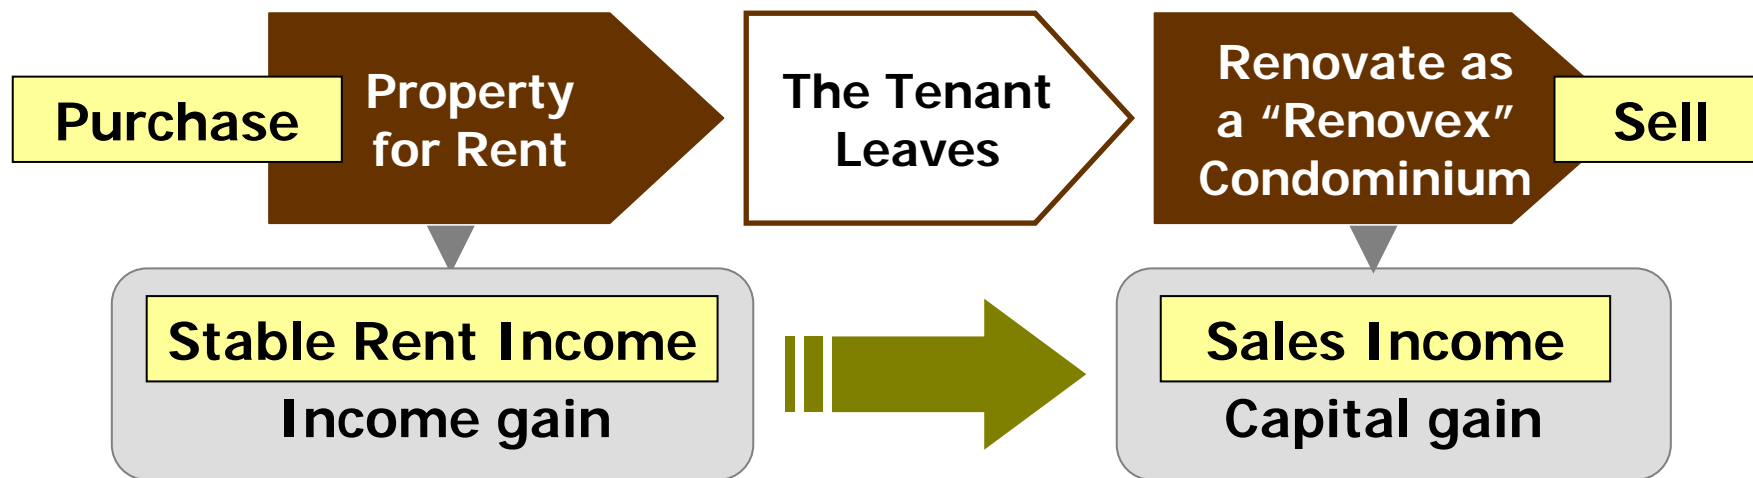 Purchase
Property
for Rent
The Tenant
Leaves
Renovate as
a “Renovex”
Condominium
Sell
Stable Rent Income
Income gain
Sales Income
Capital gain